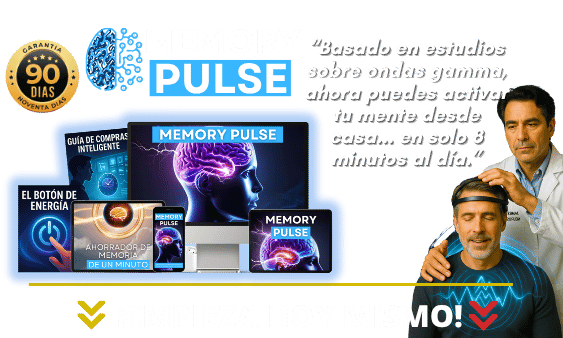 GARANTÍA
90
DIAS
NOVENTA DIAS
PULSE
“Basado en estudios
sobre ondas gamma,
ahora puedes activar
tu mente desde
casa... en solo 8
minutos al día.”
GUÍA DE COMPRAS
INTELIGENTE
MEMORY PULSE
EL BOTÓN DE
ENERGÍA
AHORRADOR DE
MEMORIA
DE UN MINUTO
MEMORY
PULSE
MEMORY
PULSE
MO!